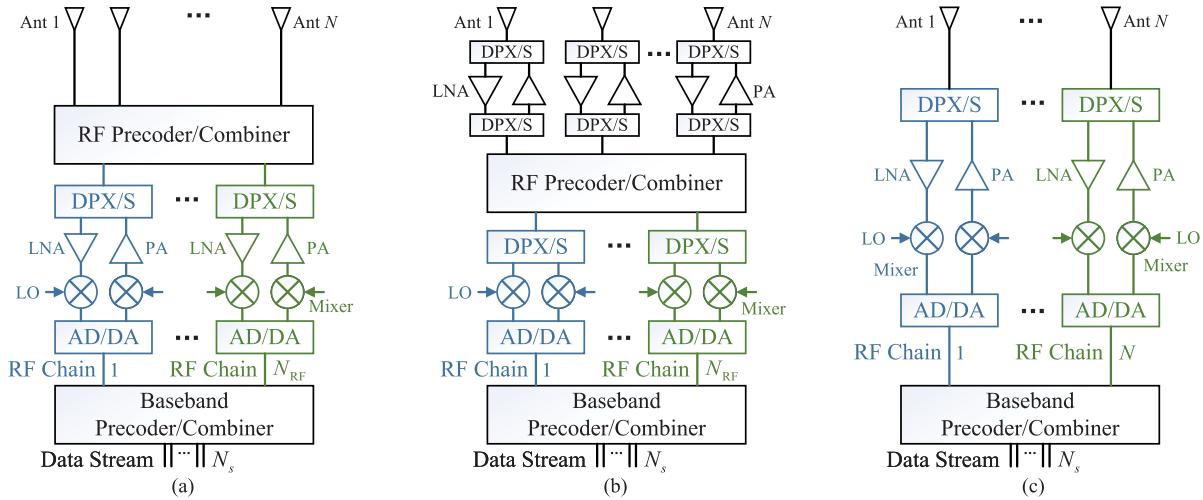 Ant 1 ... Ant N
RF Precoder/Combiner
DPX/S ... DPX/S
LNA PA LNA PA
LO Mixer
AD/DA ... AD/DA
RF Chain 1 RF Chain N_RF
Baseband
Precoder/Combiner
Data Stream ... N_s
(a)
Ant 1 Ant N
DPX/S DPX/S ... DPX/S
LNA PA
DPX/S DPX/S DPX/S
RF Precoder/Combiner
DPX/S ... DPX/S
LO Mixer
AD/DA ... AD/DA
RF Chain 1 RF Chain N_RF
Baseband
Precoder/Combiner
Data Stream ... N_s
(b)
Ant 1 ... Ant N
DPX/S ... DPX/S
LNA PA LNA PA
LO LO
Mixer Mixer
AD/DA ... AD/DA
RF Chain 1 RF Chain N
Baseband
Precoder/Combiner
Data Stream ... N_s
(c)